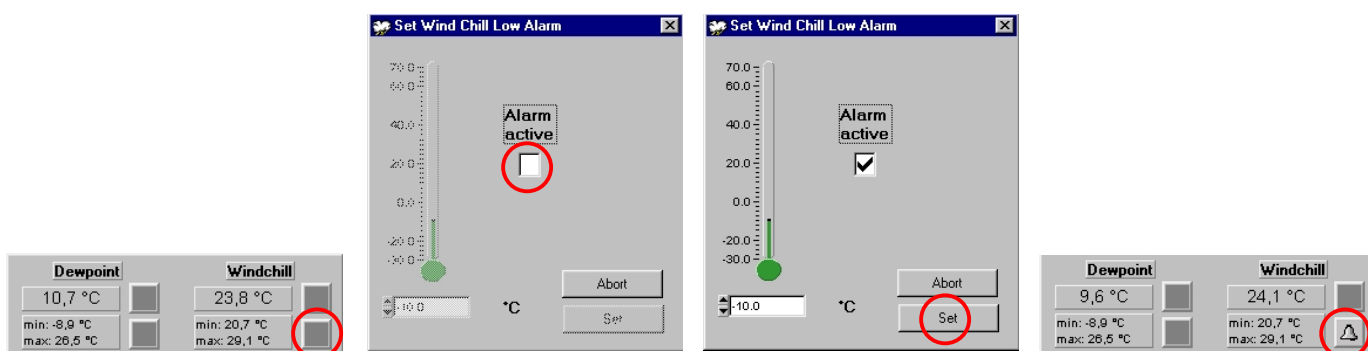 Dewpoint
Windchill
10,7 °C
23,8 °C
min: -8,9 °C
max: 26,5 °C
min: 20,7 °C
max: 29,1 °C
Set Wind Chill Low Alarm
70.0
60.0
40.0
20.0
0.0
-20.0
-30.0
Alarm
active
-10.0
°C
Abort
Set
Set Wind Chill Low Alarm
70.0
60.0
40.0
20.0
0.0
-20.0
-30.0
Alarm
active
-10.0
°C
Abort
Set
Dewpoint
Windchill
9,6 °C
24,1 °C
min: -8,9 °C
max: 26,5 °C
min: 20,7 °C
max: 29,1 °C